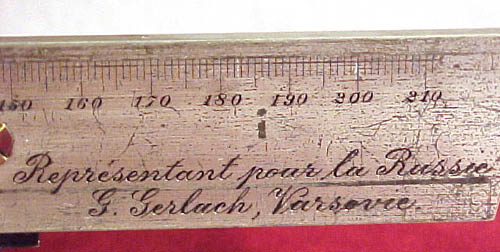 150 160 170 180 190 200 210
i
Représentant pour la Russie
G. Gerlach, Varsovie.